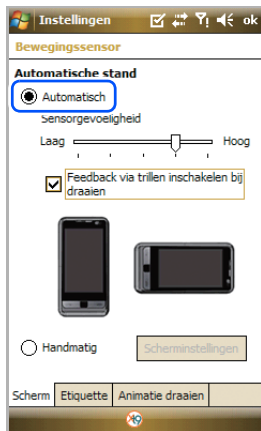 Instellingen ok
Bewegingssensor
Automatische stand
Automatisch
Sensorgevoeligheid
Laag Hoog
Feedback via trillen inschakelen bij
draaien
Handmatig Scherminstellingen
Scherm Etiquette Animatie draaien